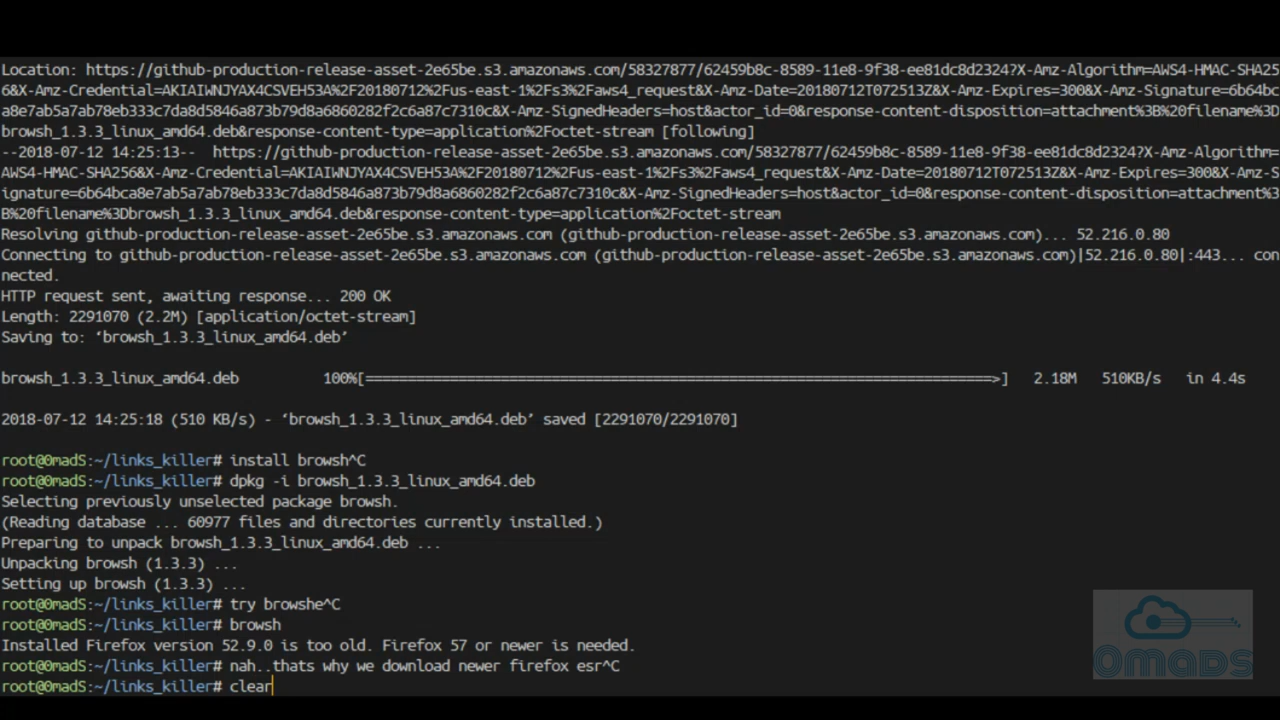 Location: https://github-production-release-asset-2e65be.s3.amazonaws.com/58327877/62459b8c-8589-11e8-9f38-ee81dc8d2324?X-Amz-Algorithm=AWS4-HMAC-SHA25
6&X-Amz-Credential=AKIAIWNJYAX4CSVEH53A%2F20180712%2Fus-east-1%2Fs3%2Faws4_request&X-Amz-Date=20180712T072513Z&X-Amz-Expires=300&X-Amz-Signature=6b64bc
a8e7ab5a7ab78eb333c7da8d5846a873b79d8a6860282f2c6a87c7310c&X-Amz-SignedHeaders=host&actor_id=0&response-content-disposition=attachment%3B%20filename%3D
browsh_1.3.3_linux_amd64.deb&response-content-type=application%2Foctet-stream [following]
--2018-07-12 14:25:13--  https://github-production-release-asset-2e65be.s3.amazonaws.com/58327877/62459b8c-8589-11e8-9f38-ee81dc8d2324?X-Amz-Algorithm=
AWS4-HMAC-SHA256&X-Amz-Credential=AKIAIWNJYAX4CSVEH53A%2F20180712%2Fus-east-1%2Fs3%2Faws4_request&X-Amz-Date=20180712T072513Z&X-Amz-Expires=300&X-Amz-S
ignature=6b64bca8e7ab5a7ab78eb333c7da8d5846a873b79d8a6860282f2c6a87c7310c&X-Amz-SignedHeaders=host&actor_id=0&response-content-disposition=attachment%3
B%20filename%3Dbrowsh_1.3.3_linux_amd64.deb&response-content-type=application%2Foctet-stream
Resolving github-production-release-asset-2e65be.s3.amazonaws.com (github-production-release-asset-2e65be.s3.amazonaws.com)... 52.216.0.80
Connecting to github-production-release-asset-2e65be.s3.amazonaws.com (github-production-release-asset-2e65be.s3.amazonaws.com)|52.216.0.80|:443... con
nected.
HTTP request sent, awaiting response... 200 OK
Length: 2291070 (2.2M) [application/octet-stream]
Saving to: ‘browsh_1.3.3_linux_amd64.deb’
browsh_1.3.3_linux_amd64.deb 100%[==========================================================================>] 2.18M 510KB/s in 4.4s
2018-07-12 14:25:18 (510 KB/s) - ‘browsh_1.3.3_linux_amd64.deb’ saved [2291070/2291070]
root@0madS:~/links_killer# install browsh^C
root@0madS:~/links_killer# dpkg -i browsh_1.3.3_linux_amd64.deb
Selecting previously unselected package browsh.
(Reading database ... 60977 files and directories currently installed.)
Preparing to unpack browsh_1.3.3_linux_amd64.deb ...
Unpacking browsh (1.3.3) ...
Setting up browsh (1.3.3) ...
root@0madS:~/links_killer# try browshe^C
root@0madS:~/links_killer# browsh
Installed Firefox version 52.9.0 is too old. Firefox 57 or newer is needed.
root@0madS:~/links_killer# nah..thats why we download newer firefox esr^C
root@0madS:~/links_killer# clear
0mads